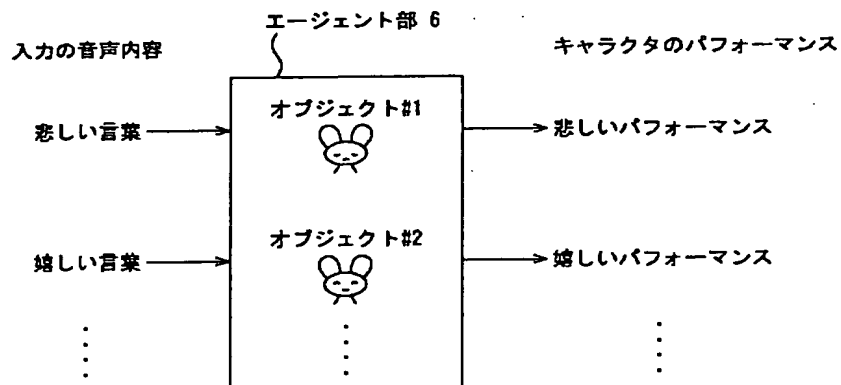 エージェント部 6
入力の音声内容
キャラクタのパフォーマンス
オブジェクト#1
悲しい言葉
悲しいパフォーマンス
オブジェクト#2
嬉しい言葉
嬉しいパフォーマンス